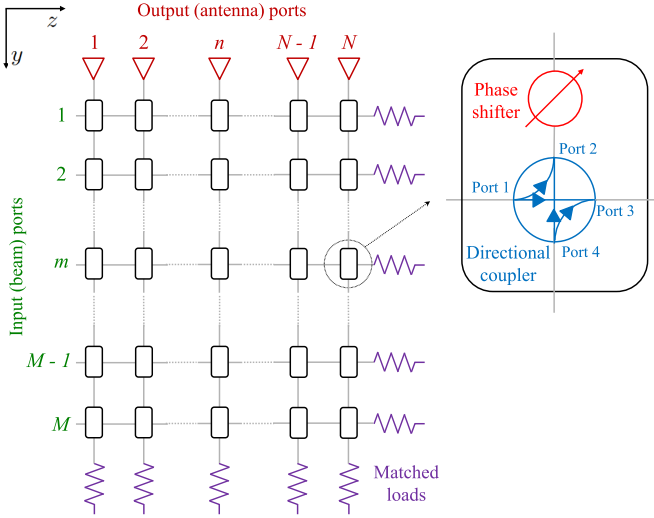 Output (antenna) ports
z
y
1 2 n N - 1 N
1
2
m
M - 1
M
Input (beam) ports
Matched
loads
Phase
shifter
Port 2
Port 1
Port 3
Directional
coupler
Port 4